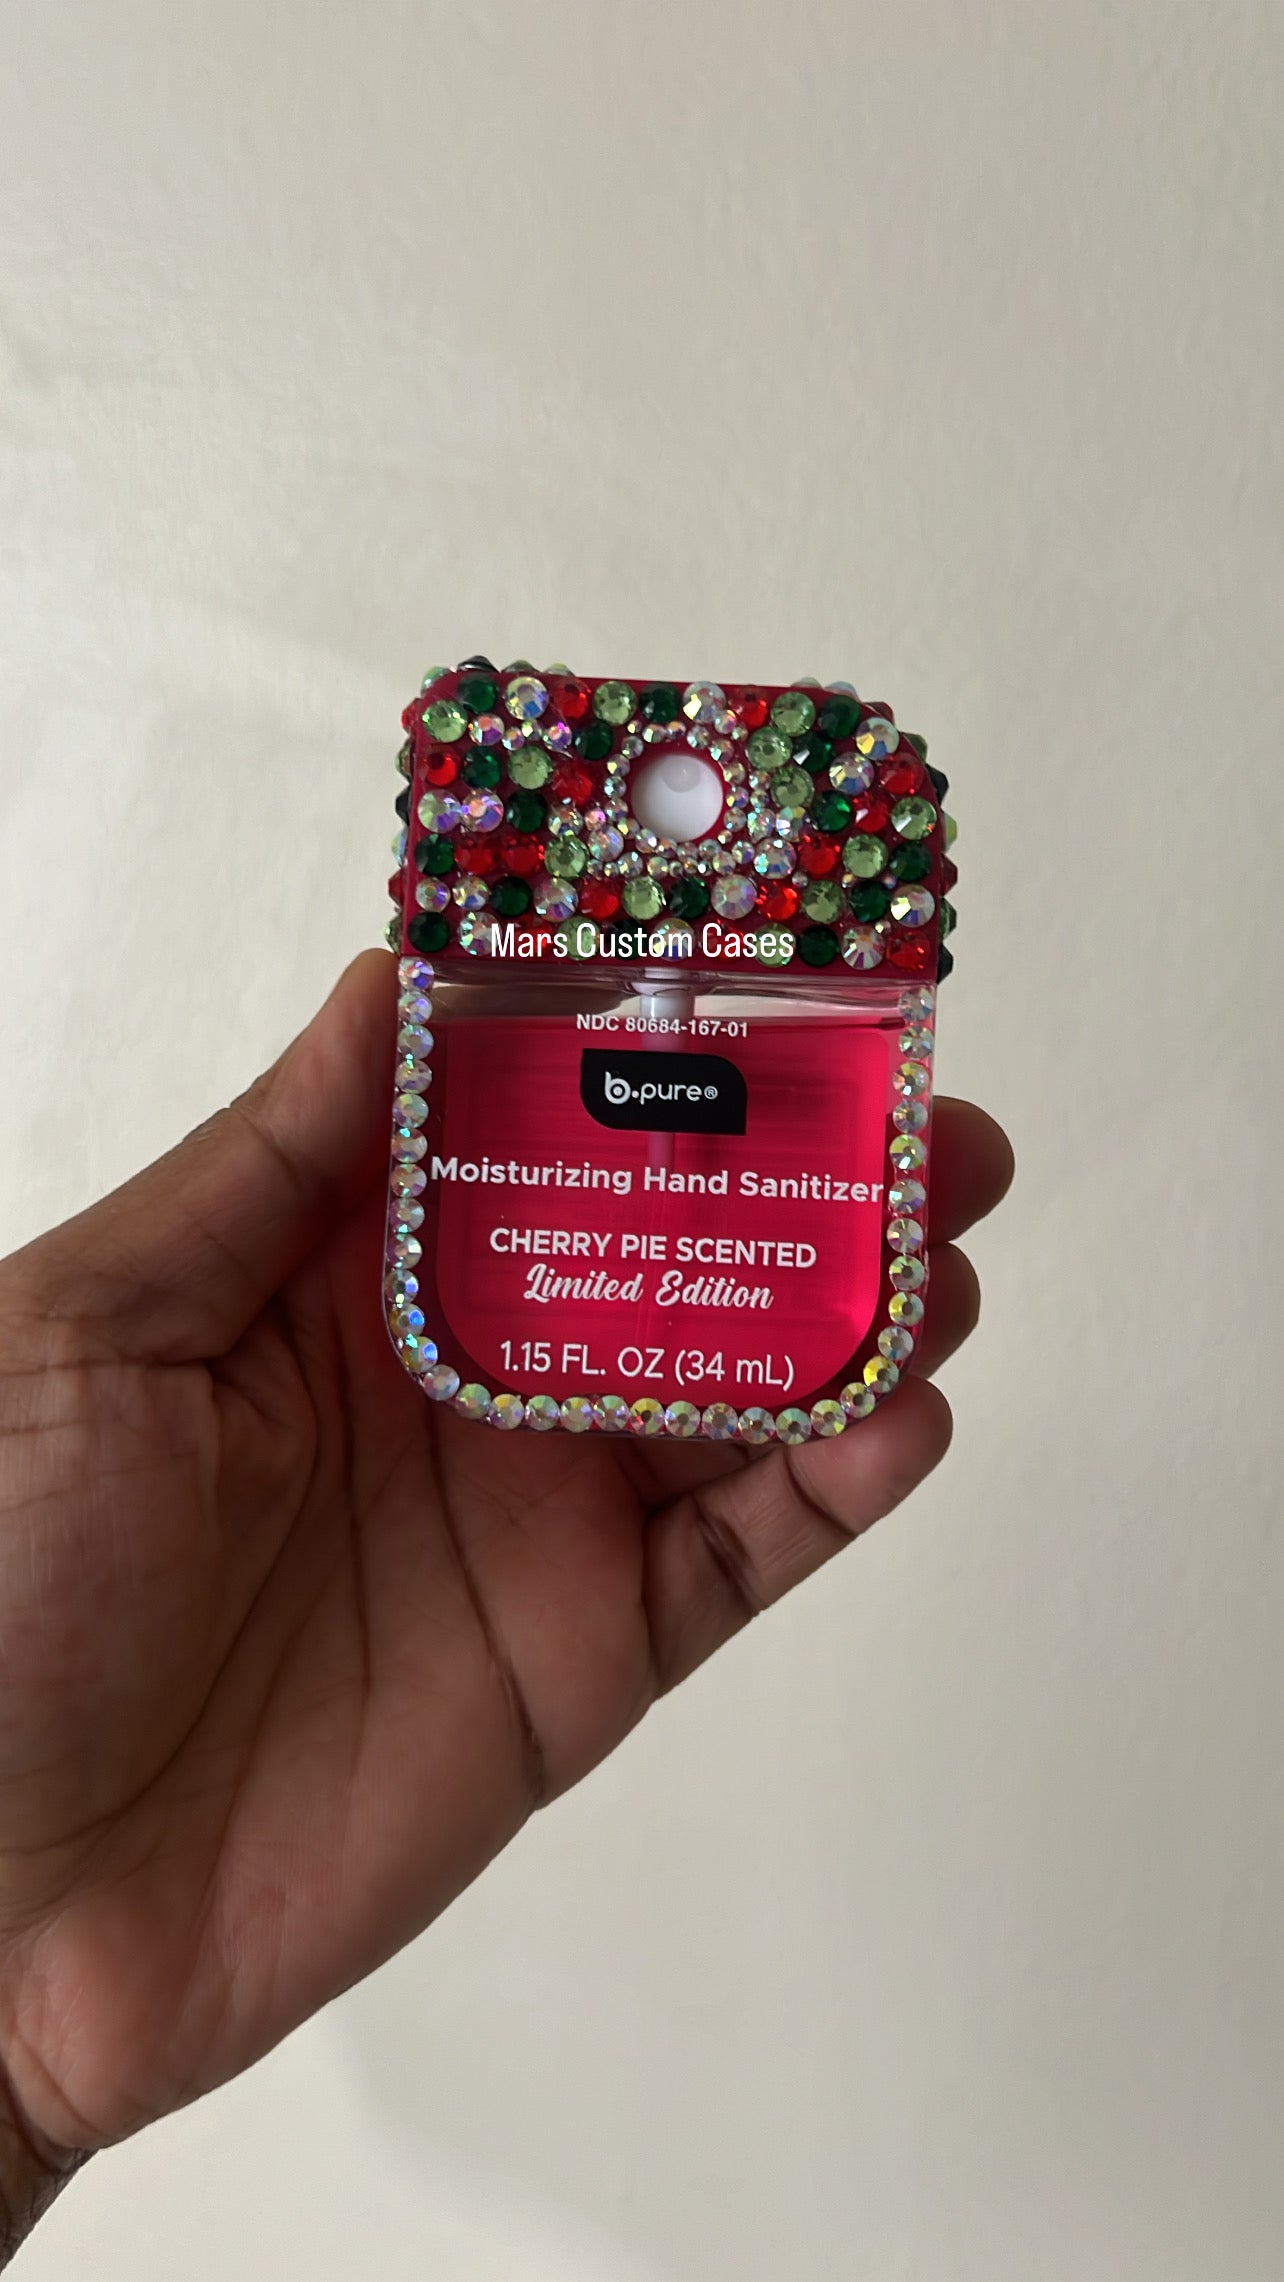 Mars Custom Cases
NDC 80684-167-01
b.pure®
Moisturizing Hand Sanitizer
CHERRY PIE SCENTED
Limited Edition
1.15 FL. OZ (34 mL)